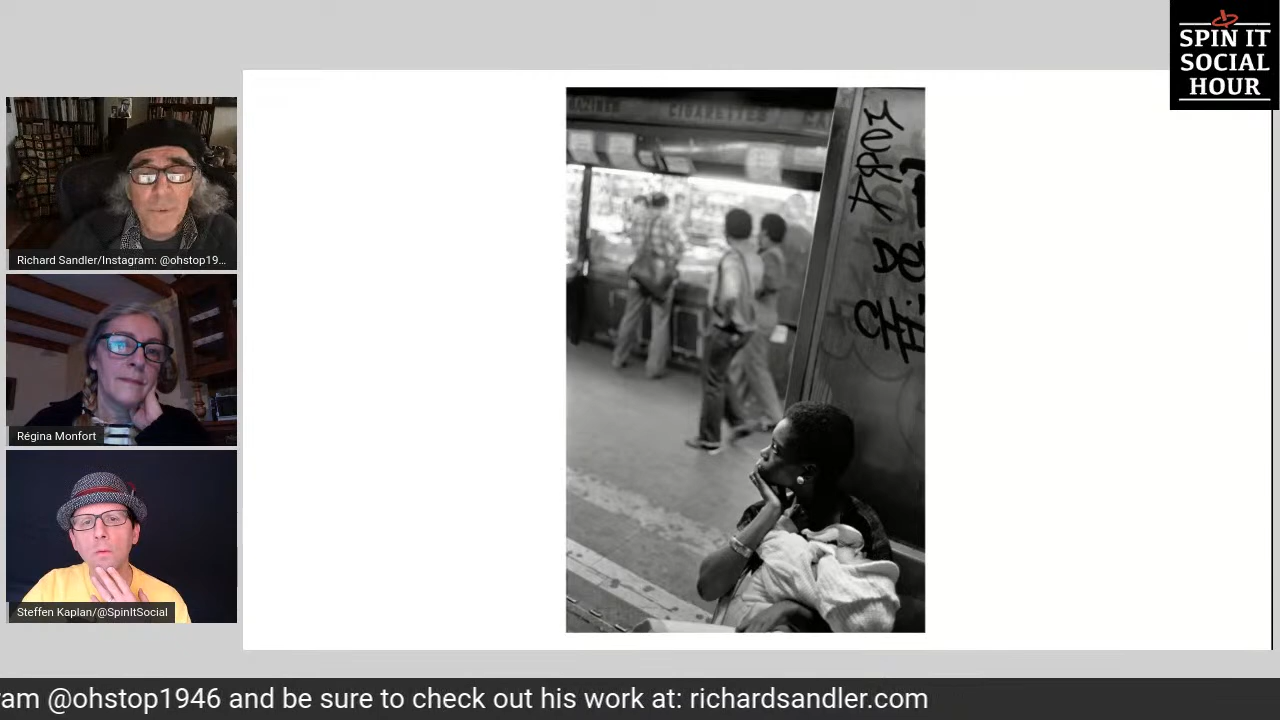 SPIN IT
SOCIAL
HOUR
CIGARETTES
Richard Sandler/Instagram: @ohstop19...
Régina Monfort
Steffen Kaplan/@SpinItSocial
am @ohstop1946 and be sure to check out his work at: richardsandler.com